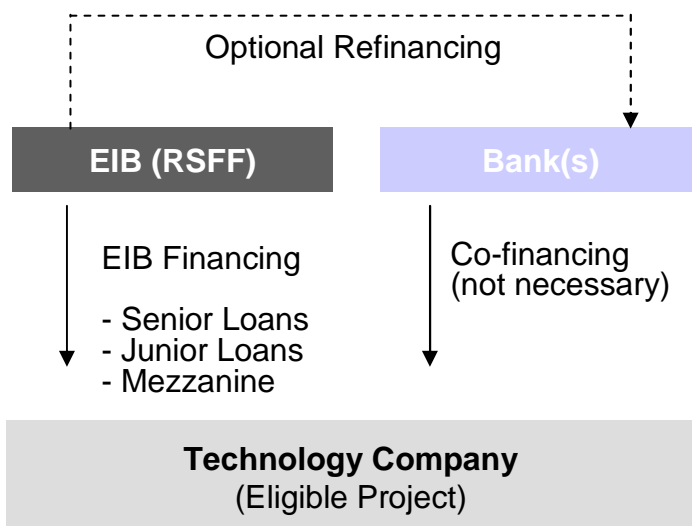 Optional Refinancing
EIB (RSFF)
Bank(s)
EIB Financing
- Senior Loans
- Junior Loans
- Mezzanine
Co-financing
(not necessary)
Technology Company
(Eligible Project)